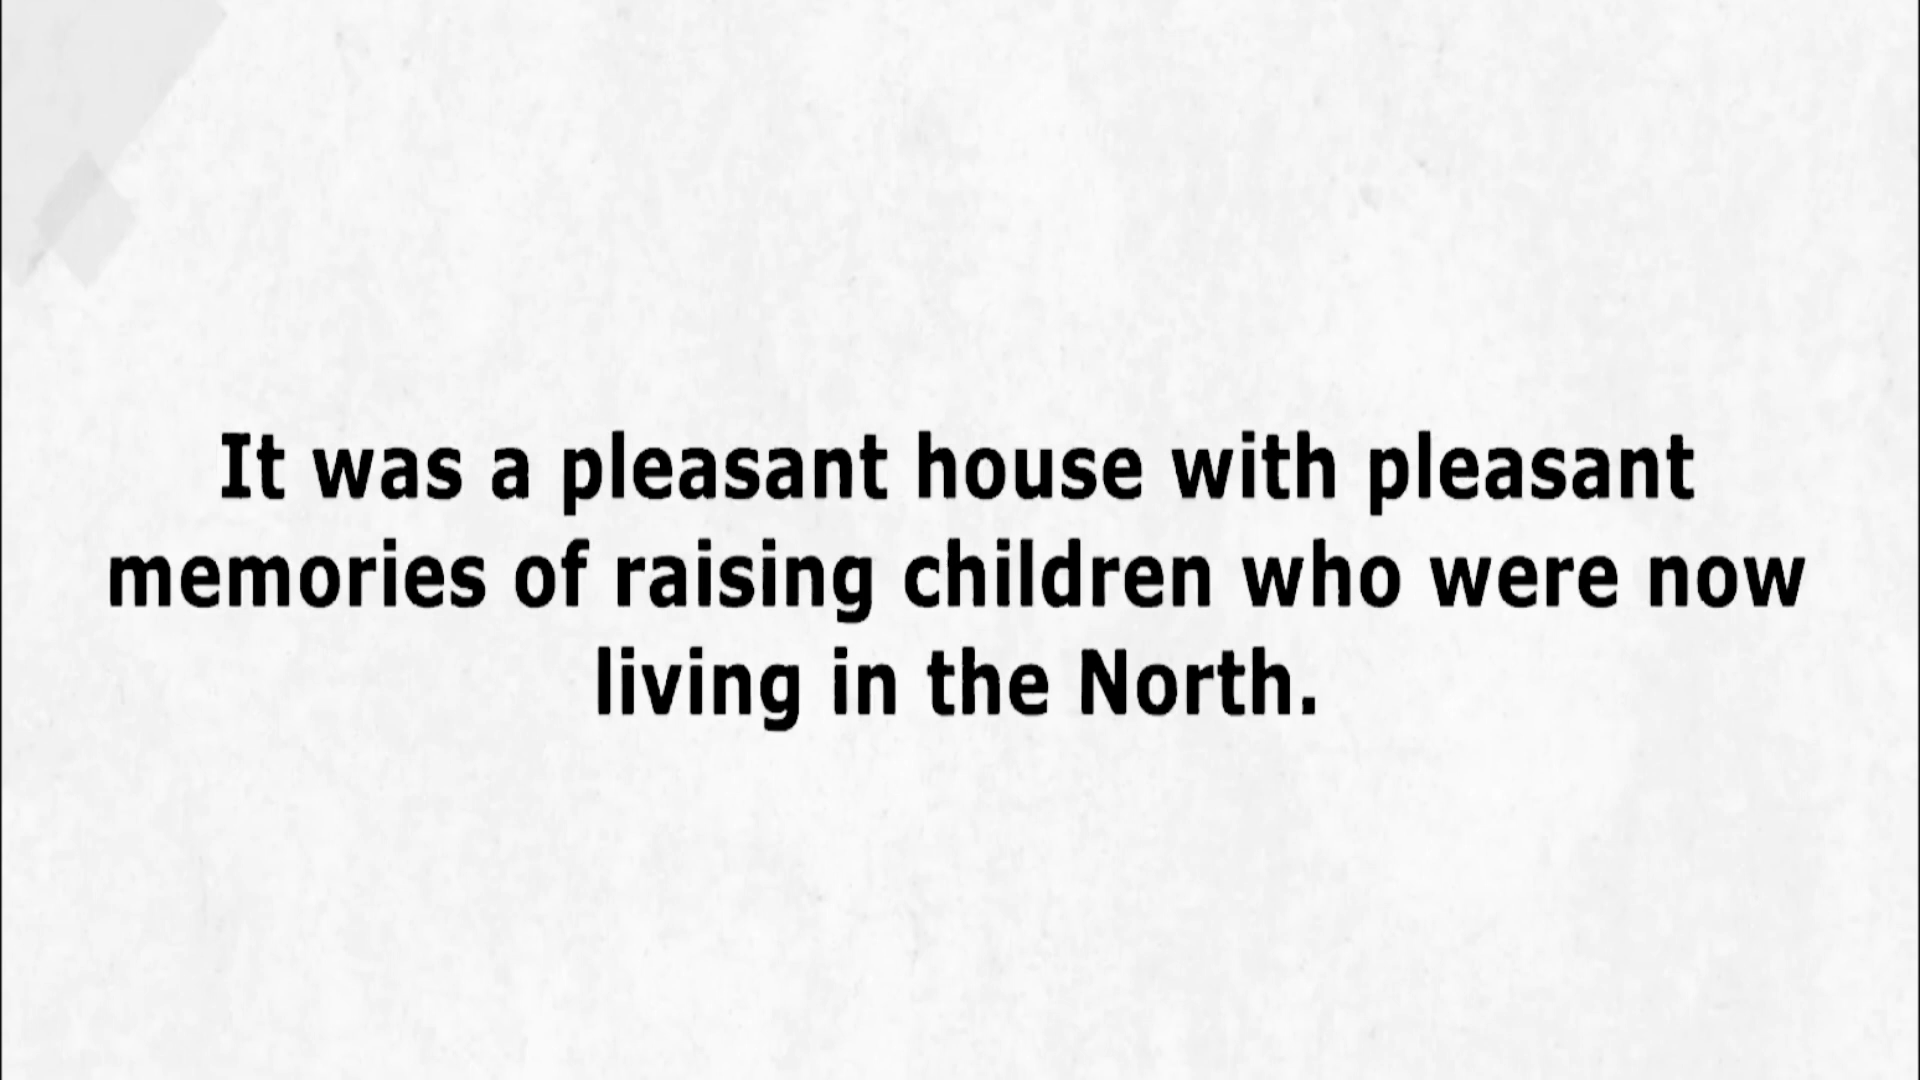 It was a pleasant house with pleasant
memories of raising children who were now
living in the North.